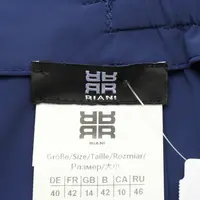 RIANI
RIANI
Größe/Size/Taille/Rozmiar/
Размер/大小
DE FR GB B CA RU
40 42 14 42 10 46